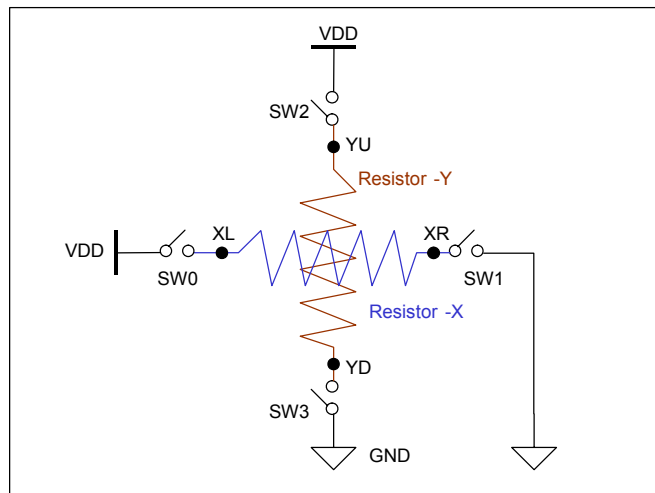 VDD
SW2
YU
Resistor -Y
XL
XR
VDD
SW0
SW1
Resistor -X
YD
SW3
GND